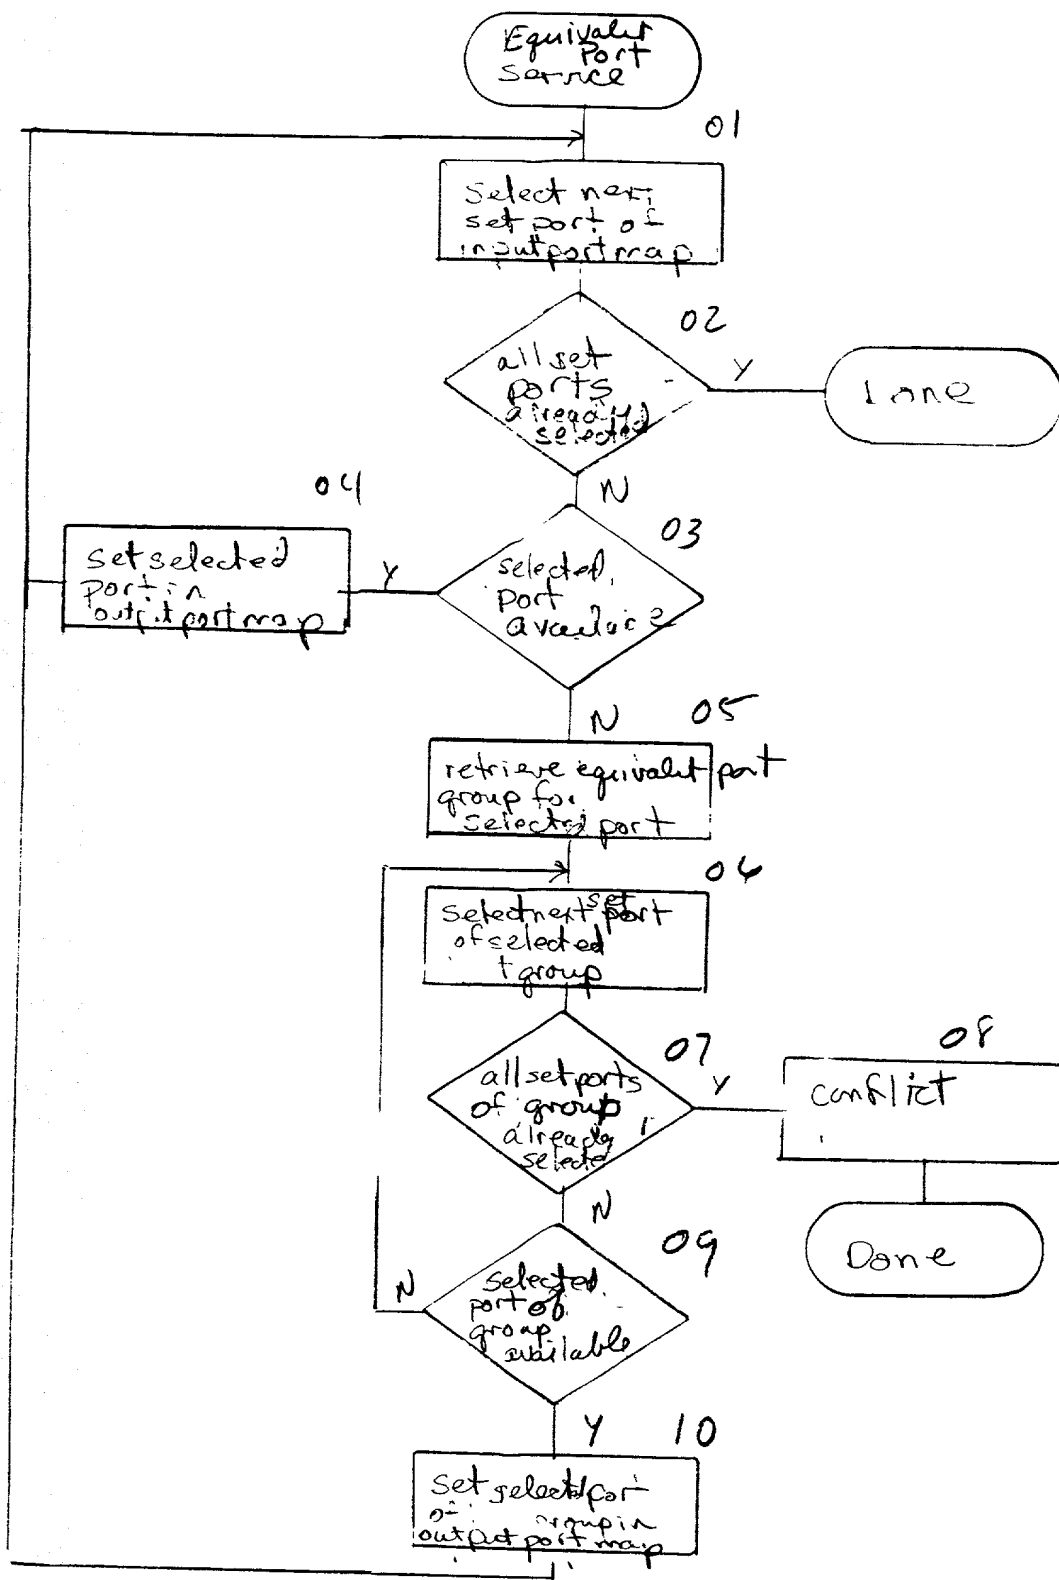 Equivalent
Port
Service
01
Select next
set port of
input port map
02
all set
ports
already
selected
Y
Done
N
04
03
set selected
port in
output port map
Y
selected
port
available
N
05
retrieve equivalent port
group for
selected port
06
set
select next port
of selected
group
07
all set ports
of group
already
selected
Y
08
conflict
Done
N
09
selected
port of
group
available
N
Y
10
set selected port
of group in
output port map